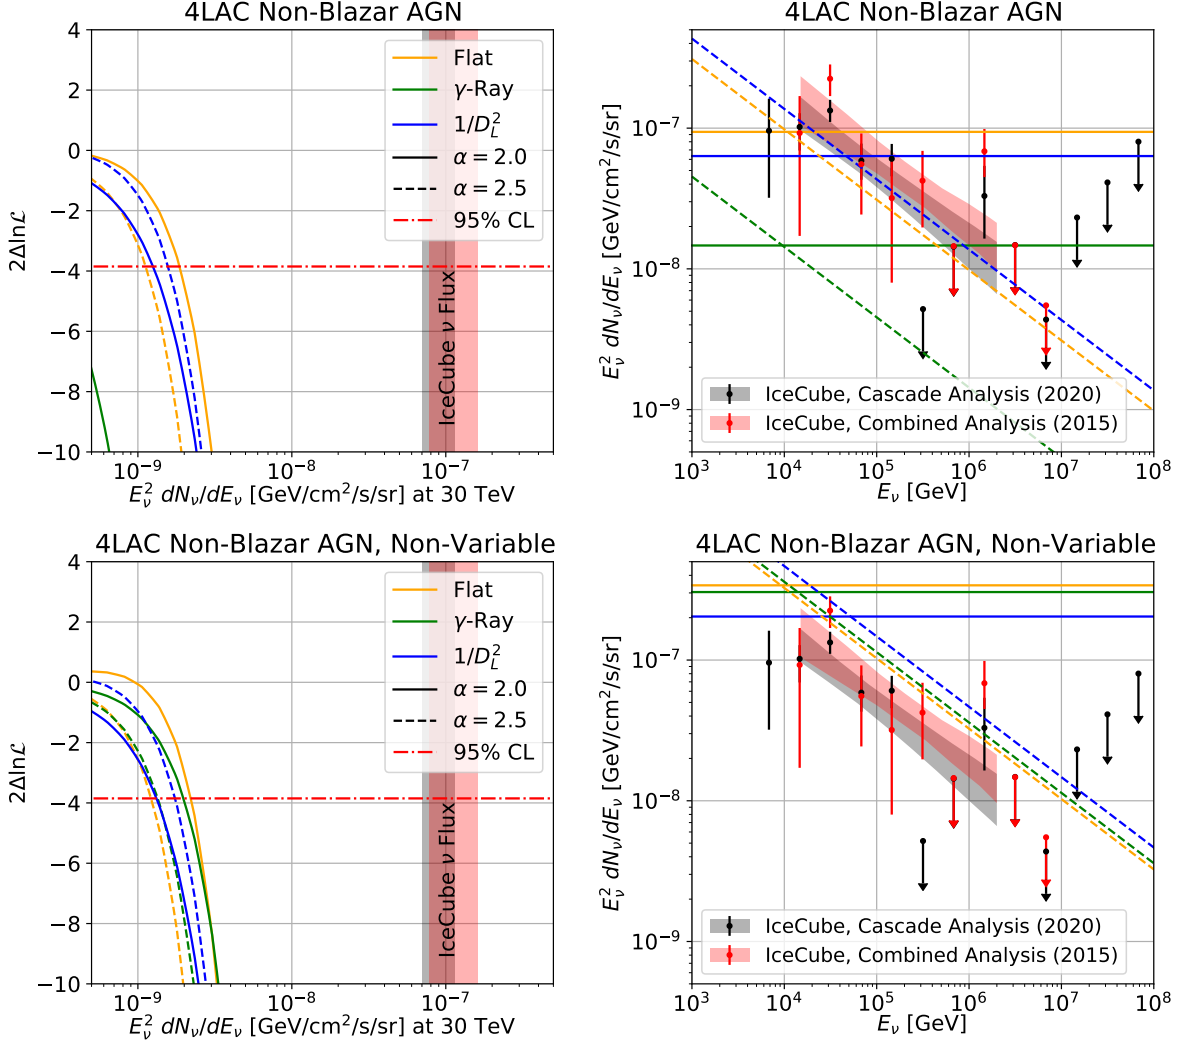 4LAC Non-Blazar AGN
4
2
0
−2
−4
−6
−8
−10
2ΔlnℒL
Flat
γ-Ray
1/D_L^2
α = 2.0
α = 2.5
95% CL
IceCube ν Flux
10^−9
10^−8
10^−7
E_ν^2 dN_ν/dE_ν [GeV/cm^2/s/sr] at 30 TeV
4LAC Non-Blazar AGN
10^−7
10^−8
10^−9
E_ν^2 dN_ν/dE_ν [GeV/cm^2/s/sr]
IceCube, Cascade Analysis (2020)
IceCube, Combined Analysis (2015)
10^3
10^4
10^5
10^6
10^7
10^8
E_ν [GeV]
4LAC Non-Blazar AGN, Non-Variable
4
2
0
−2
−4
−6
−8
−10
2Δlnℒ
Flat
γ-Ray
1/D_L^2
α = 2.0
α = 2.5
95% CL
IceCube ν Flux
10^−9
10^−8
10^−7
E_ν^2 dN_ν/dE_ν [GeV/cm^2/s/sr] at 30 TeV
4LAC Non-Blazar AGN, Non-Variable
10^−7
10^−8
10^−9
E_ν^2 dN_ν/dE_ν [GeV/cm^2/s/sr]
IceCube, Cascade Analysis (2020)
IceCube, Combined Analysis (2015)
10^3
10^4
10^5
10^6
10^7
10^8
E_ν [GeV]